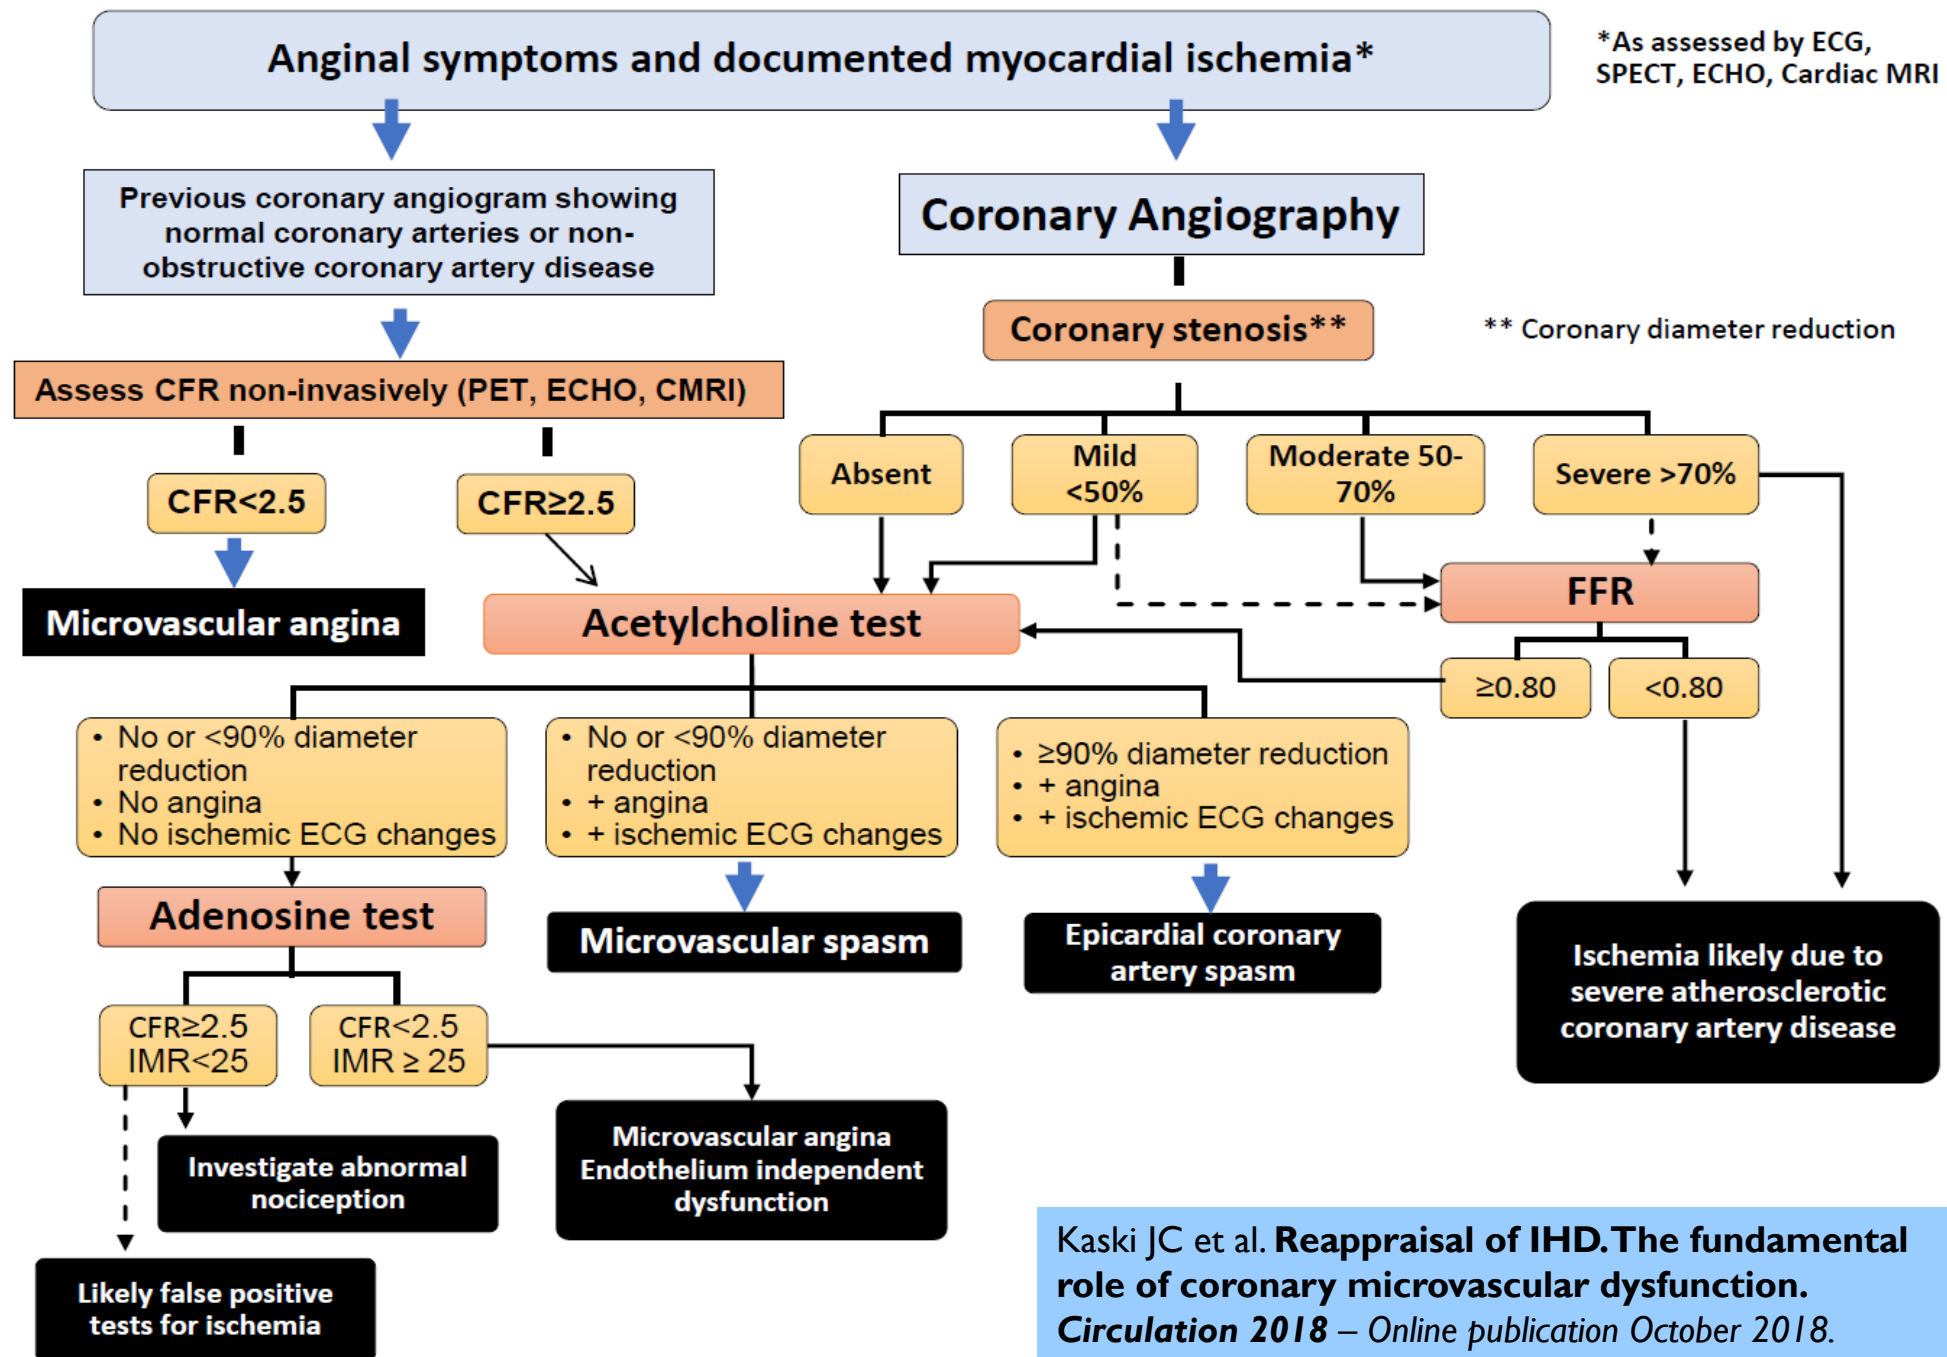 Anginal symptoms and documented myocardial ischemia*
*As assessed by ECG,
SPECT, ECHO, Cardiac MRI
Previous coronary angiogram showing
normal coronary arteries or non-
obstructive coronary artery disease
Coronary Angiography
Coronary stenosis**
** Coronary diameter reduction
Assess CFR non-invasively (PET, ECHO, CMRI)
Absent
Mild
<50%
Moderate 50-
70%
Severe >70%
CFR<2.5
CFR≥2.5
Microvascular angina
Acetylcholine test
FFR
≥0.80
<0.80
• No or <90% diameter
reduction
• No angina
• No ischemic ECG changes
• No or <90% diameter
reduction
• + angina
• + ischemic ECG changes
• ≥90% diameter reduction
• + angina
• + ischemic ECG changes
Adenosine test
Microvascular spasm
Epicardial coronary
artery spasm
Ischemia likely due to
severe atherosclerotic
coronary artery disease
CFR≥2.5
IMR<25
CFR<2.5
IMR ≥ 25
Investigate abnormal
nociception
Microvascular angina
Endothelium independent
dysfunction
Likely false positive
tests for ischemia
Kaski JC et al. Reappraisal of IHD. The fundamental
role of coronary microvascular dysfunction.
Circulation 2018 – Online publication October 2018.